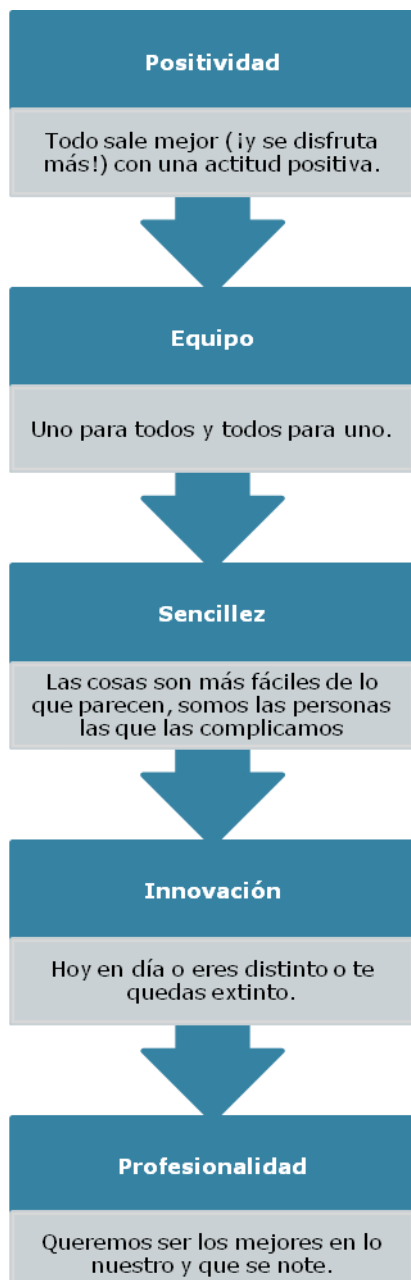 Positividad
Todo sale mejor (¡y se disfruta
más!) con una actitud positiva.
Equipo
Uno para todos y todos para uno.
Sencillez
Las cosas son más fáciles de lo
que parecen, somos las personas
las que las complicamos
Innovación
Hoy en día o eres distinto o te
quedas extinto.
Profesionalidad
Queremos ser los mejores en lo
nuestro y que se note.